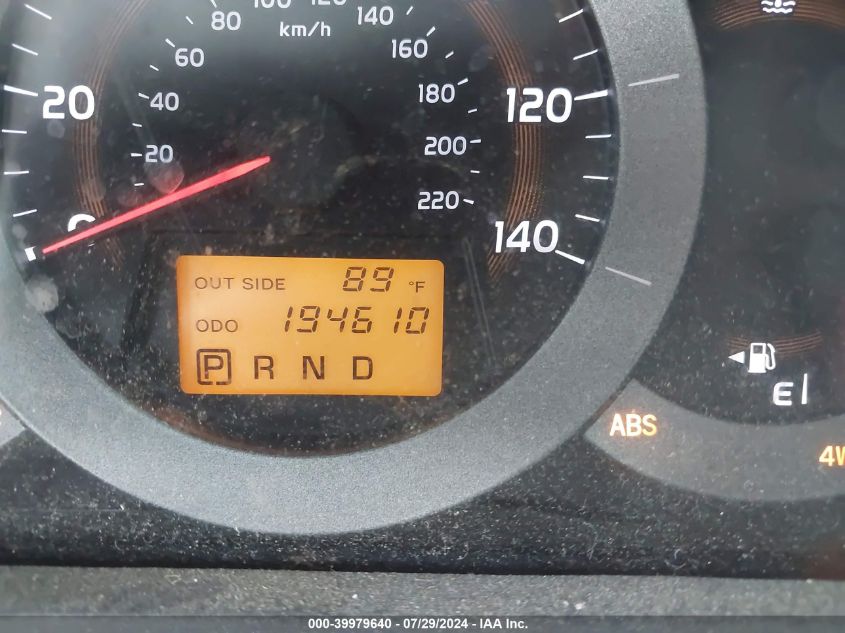 80 100 120 140
km/h
60 160
20 40 180 120
20 200
220
0 140
OUT SIDE 89 °F
ODO 194610
P R N D
E
ABS
000-39979640 - 07/29/2024 - IAA Inc.